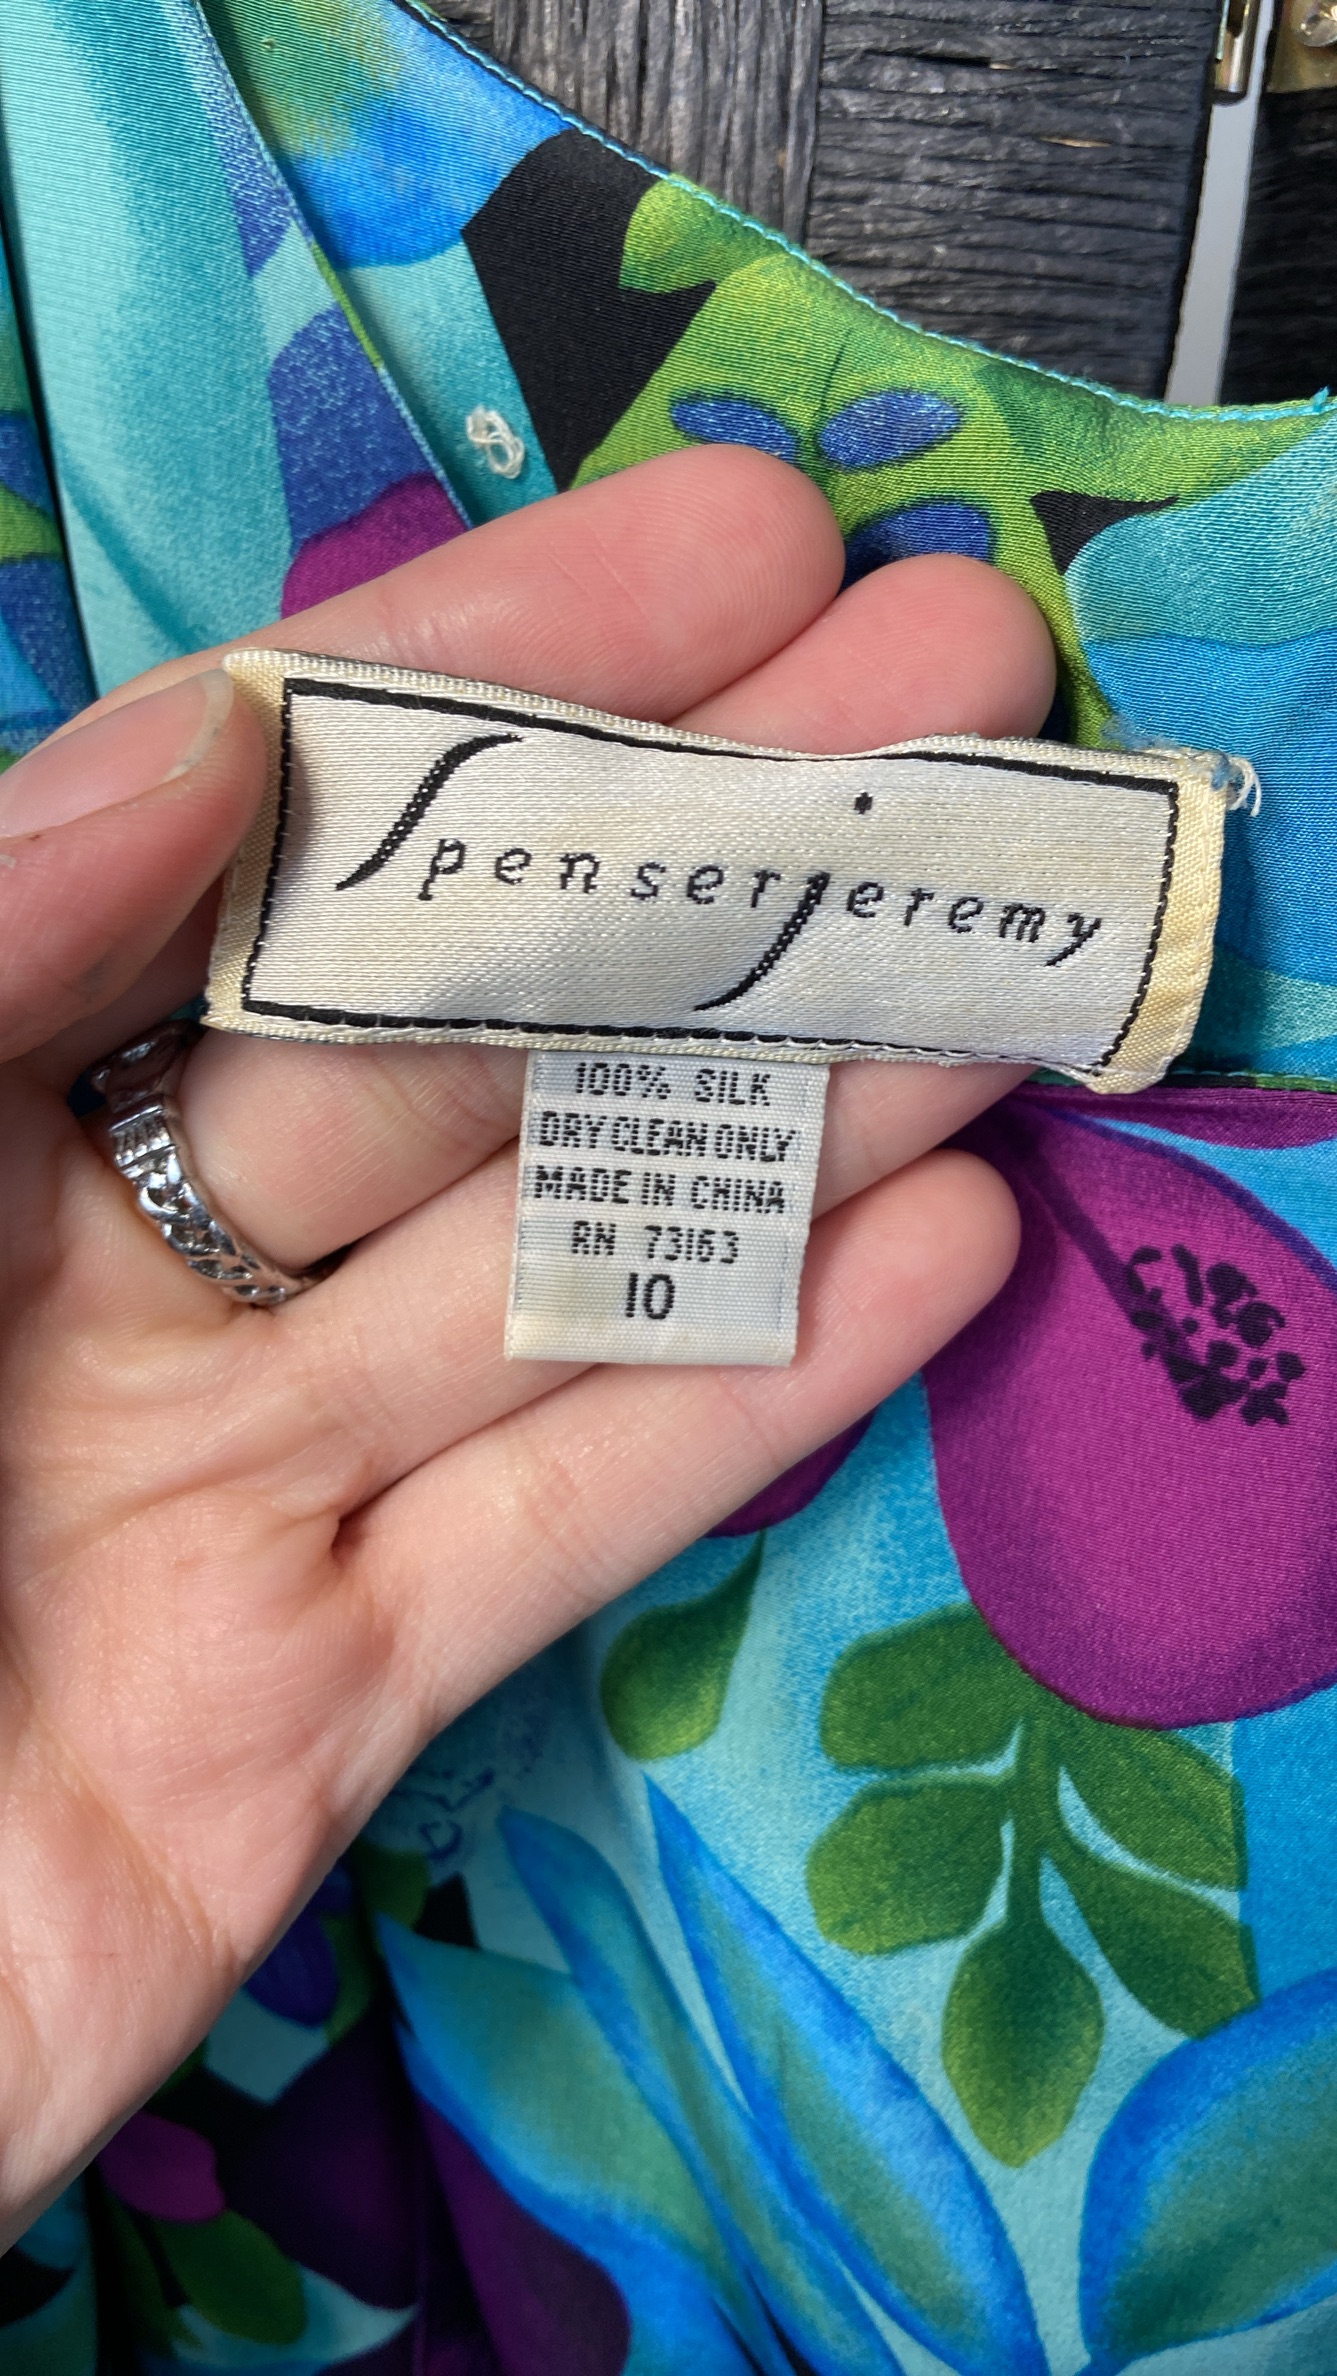 spenserjeremy
100% SILK
DRY CLEAN ONLY
MADE IN CHINA
RN 73163
10